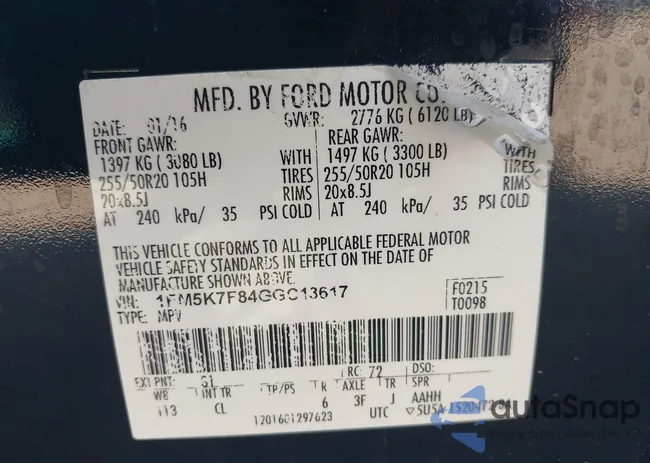 MFD. BY FORD MOTOR CO.
DATE: 01/16 GVWR: 2776 KG ( 6120 LB)
FRONT GAWR: REAR GAWR:
1397 KG ( 3080 LB) WITH 1497 KG ( 3300 LB) WITH
255/50R20 105H TIRES 255/50R20 105H TIRES
20x8.5J RIMS 20x8.5J RIMS
AT 240 kPa/ 35 PSI COLD AT 240 kPa/ 35 PSI COLD
THIS VEHICLE CONFORMS TO ALL APPLICABLE FEDERAL MOTOR
VEHICLE SAFETY STANDARDS IN EFFECT ON THE DATE OF
MANUFACTURE SHOWN ABOVE.
VIN: 1FM5K7F84GGC13617 F0215
TYPE: MPV T0098
EXT PNT: G1 RC: 72 DSO:
WB INT TR TP/PS R AXLE TR SPR
113 CL 6 3F J AAHH
1201601297623 UTC
autoSnap